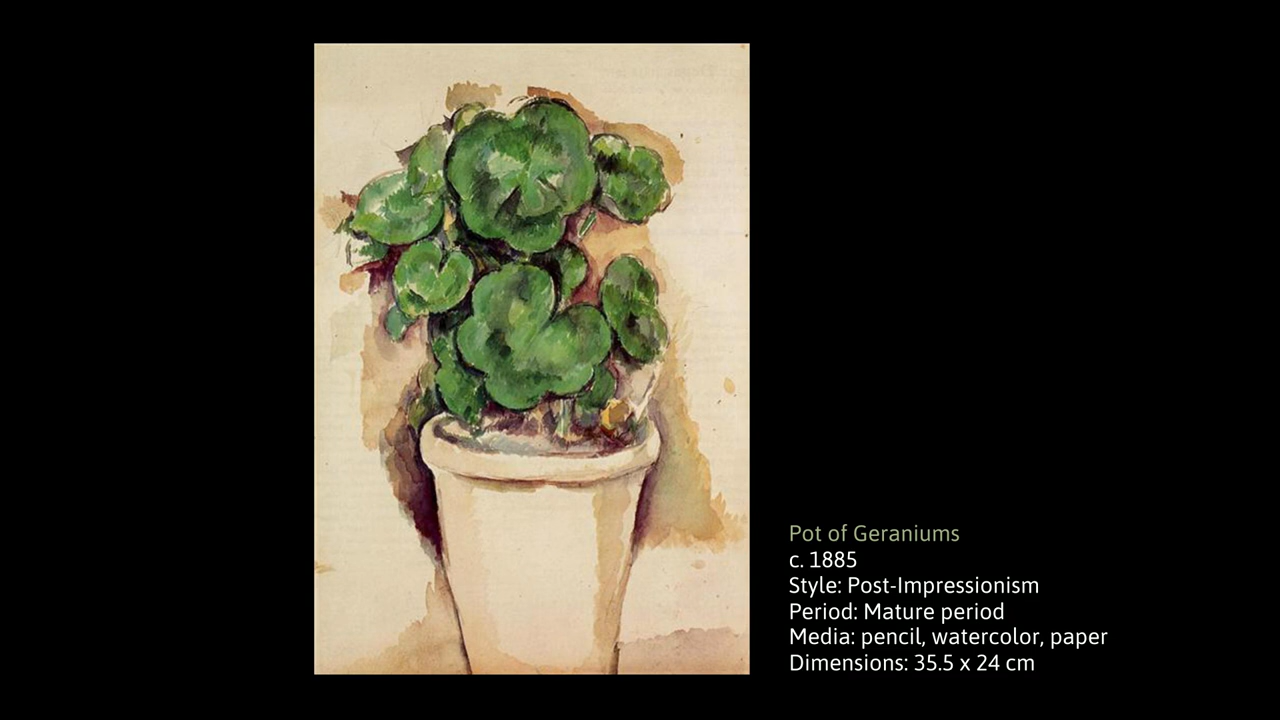 Pot of Geraniums
c. 1885
Style: Post-Impressionism
Period: Mature period
Media: pencil, watercolor, paper
Dimensions: 35.5 x 24 cm